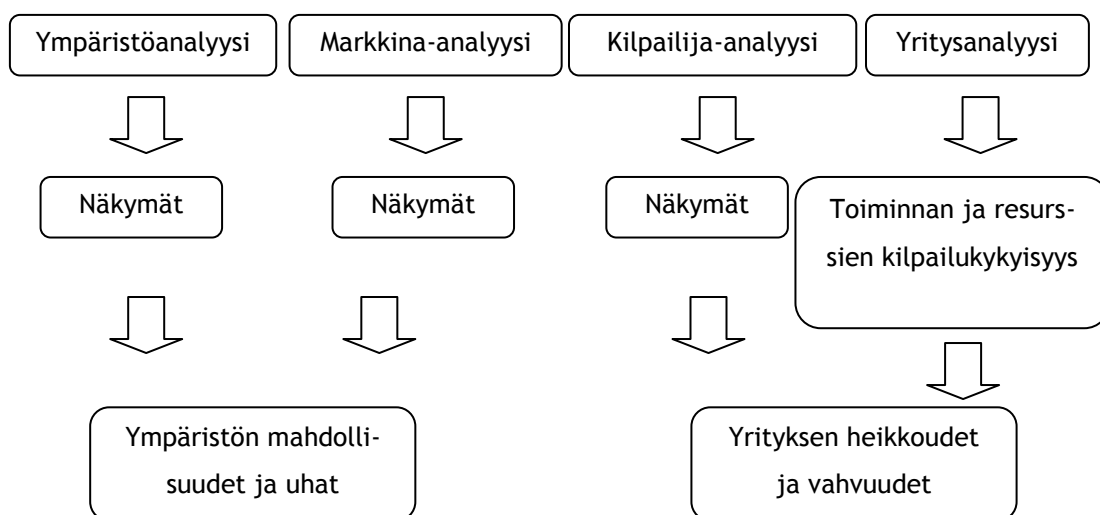 Ympäristöanalyysi
Markkina-analyysi
Kilpailija-analyysi
Yritysanalyysi
Näkymät
Näkymät
Näkymät
Toiminnan ja resurs-
sien kilpailukykyisyys
Ympäristön mahdolli-
suudet ja uhat
Yrityksen heikkoudet
ja vahvuudet